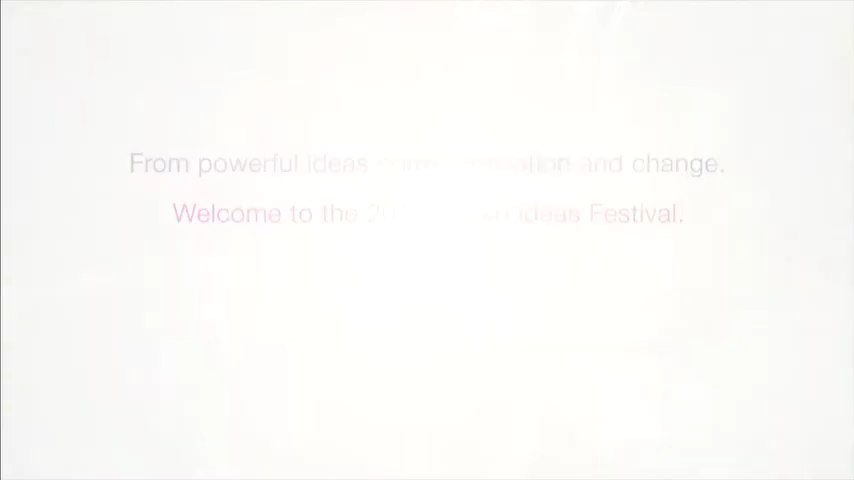 From powerful ideas and change.
Welcome to the Ideas Festival.